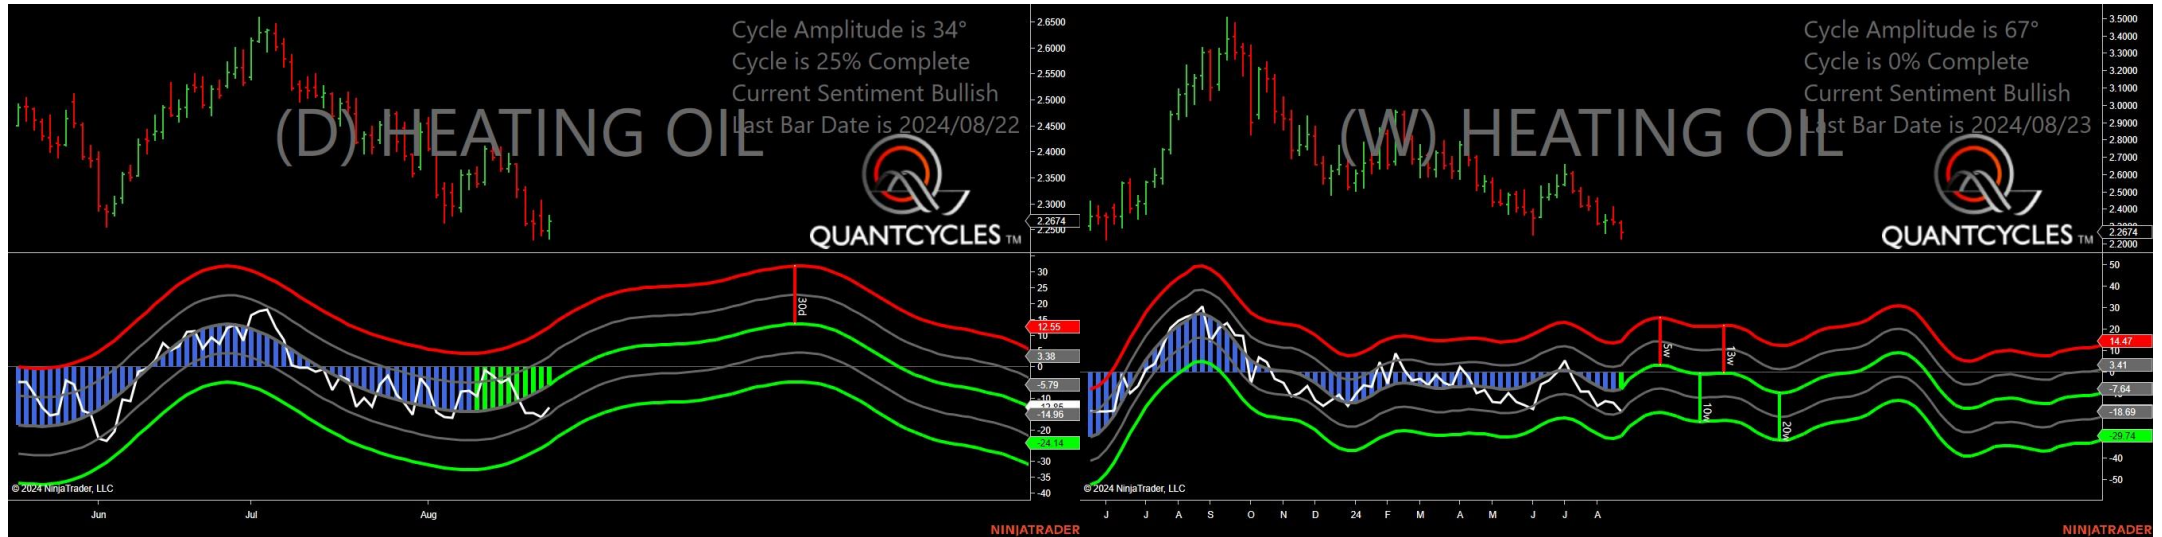 Cycle Amplitude is 34°
Cycle is 25% Complete
Current Sentiment Bullish
Last Bar Date is 2024/08/22
(D) HEATING OIL
QUANTCYCLES TM
2.6500
2.6000
2.5500
2.5000
2.4500
2.4000
2.3500
2.3000
2.2674
2.2500
30
25
20
15
12.55
10
5
3.38
0
-5.79
-10
-14.96
-20
-24.14
-30
-35
-40
30d
© 2024 NinjaTrader, LLC
Jun Jul Aug
NINJATRADER
Cycle Amplitude is 67°
Cycle is 0% Complete
Current Sentiment Bullish
Last Bar Date is 2024/08/23
(W) HEATING OIL
QUANTCYCLES TM
3.5000
3.4000
3.3000
3.2000
3.1000
3.0000
2.9000
2.8000
2.7000
2.6000
2.5000
2.4000
2.2674
2.2000
50
40
30
20
14.47
10
3.41
0
-7.64
-18.69
-29.74
-40
-50
5w
13w
10w
20w
© 2024 NinjaTrader, LLC
J J A S O N D 24 F M A M J J A
NINJATRADER